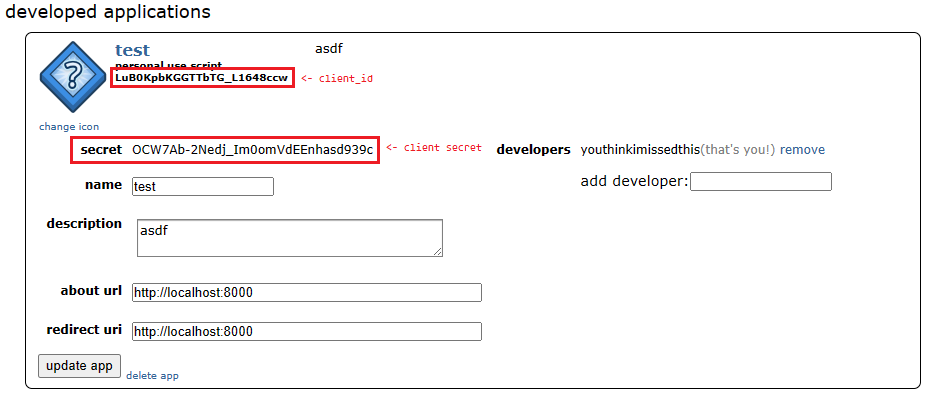 developed applications
test
asdf
personal use script
LuB0KpbKGGTTbTG_L1648ccw <- client_id
change icon
secret OCW7Ab-2Nedj_Im0omVdEEnhasd939c <- client secret
developers youthinkimissedthis(that's you!) remove
add developer:
name test
description asdf
about url http://localhost:8000
redirect uri http://localhost:8000
update app
delete app